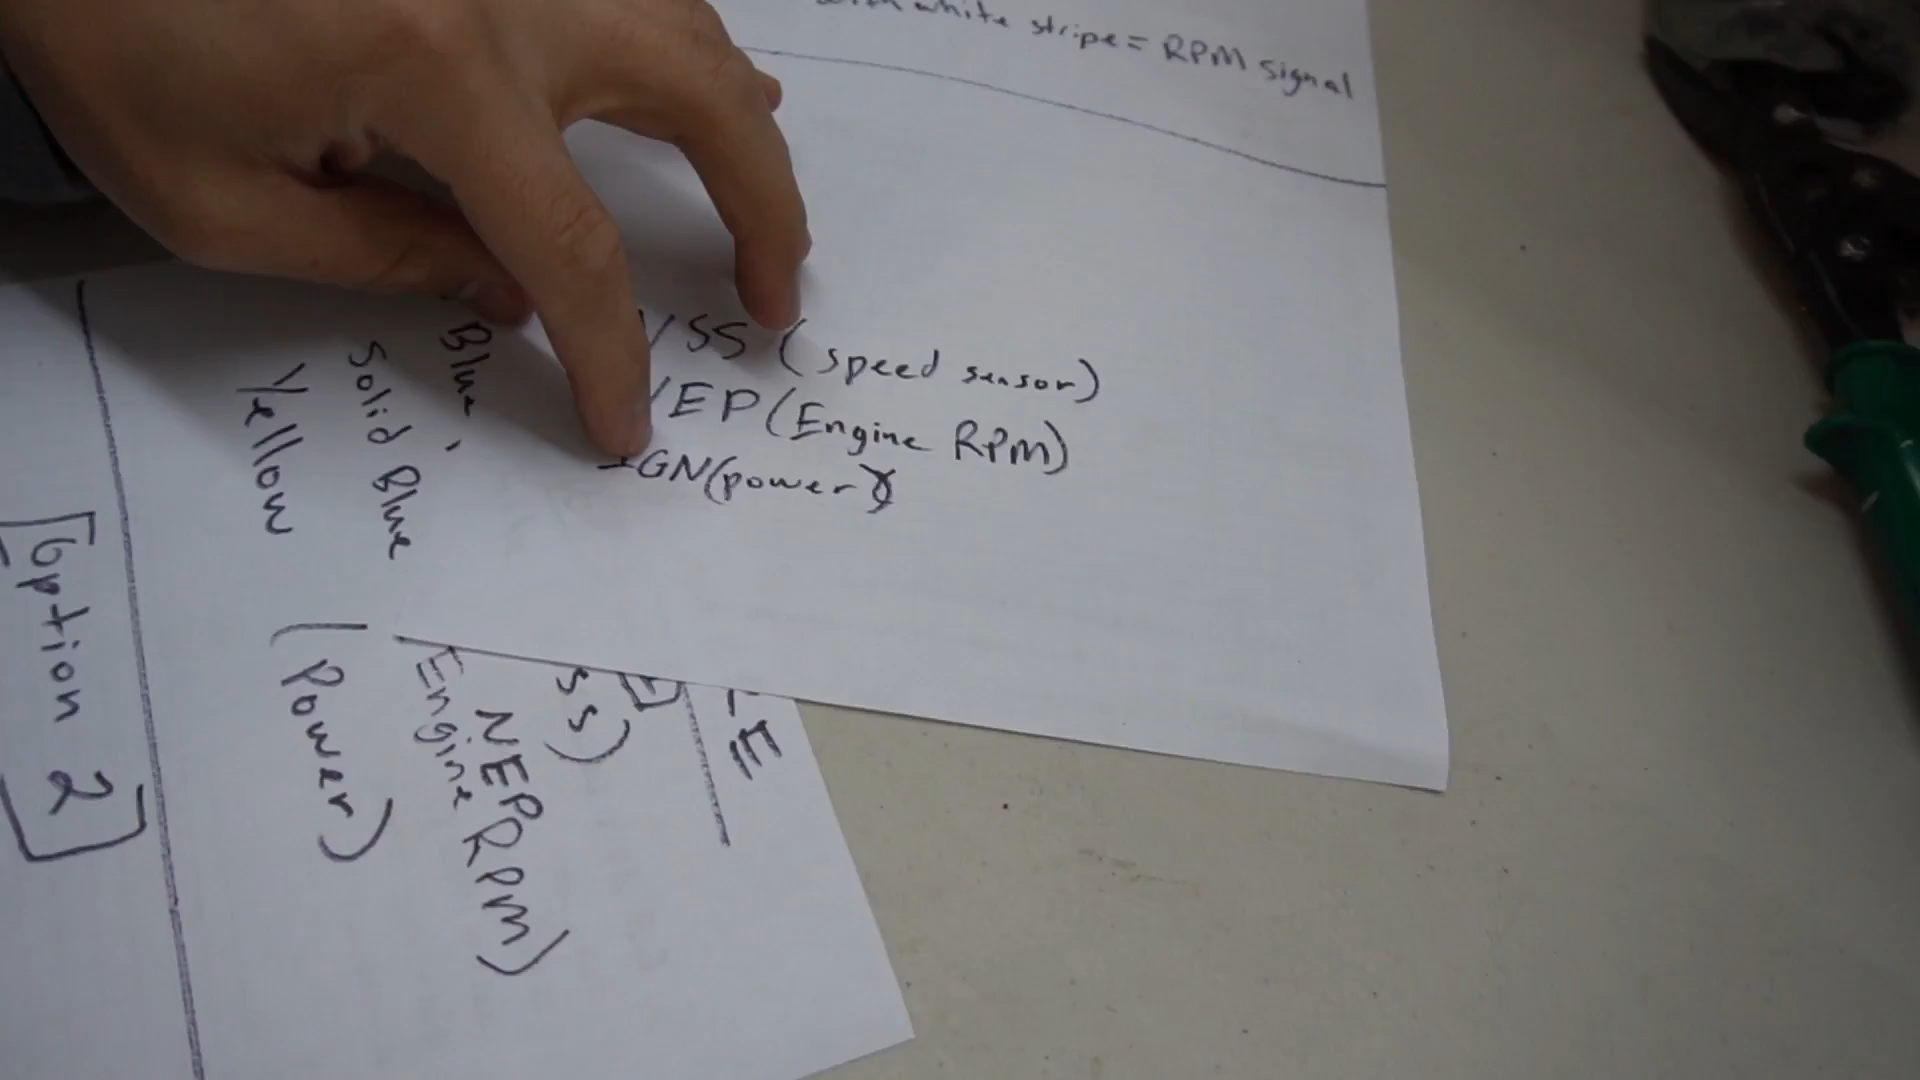 white stripe = RPM signal
VSS (speed sensor)
NEP (Engine RPM)
IGN (power)
Blue,
Solid Blue
Yellow
(Power)
Engine RPM)
NEP
ss)
Option 2